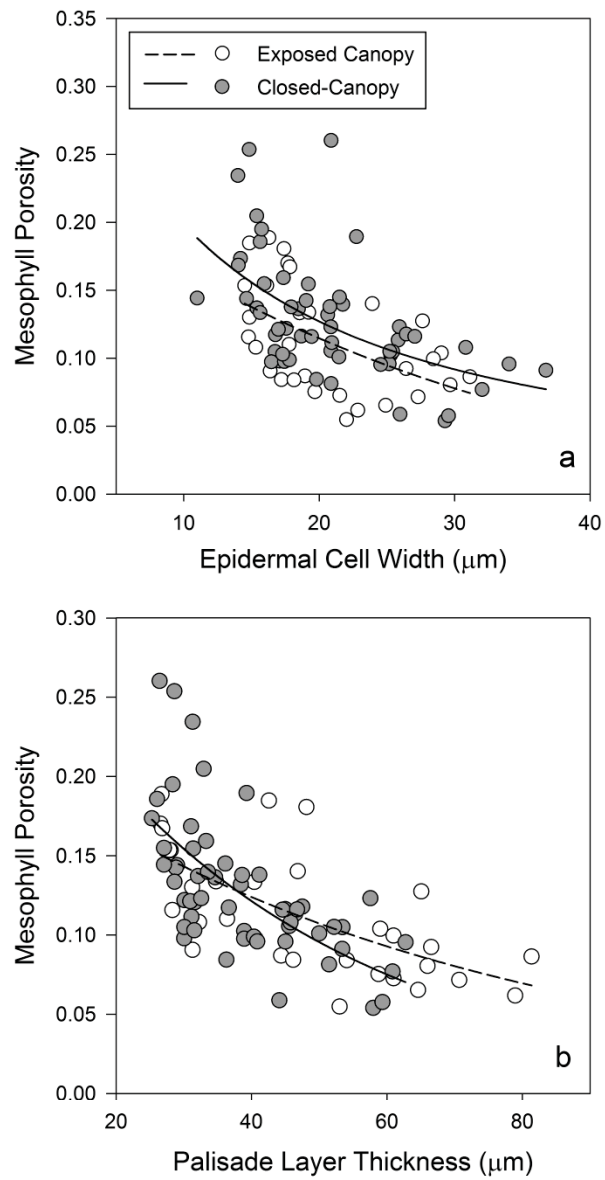 0.35
0.30
0.25
0.20
0.15
0.10
0.05
0.00
Mesophyll Porosity
Exposed Canopy
Closed-Canopy
a
10 20 30 40
Epidermal Cell Width (μm)
0.30
0.25
0.20
0.15
0.10
0.05
0.00
Mesophyll Porosity
b
20 40 60 80
Palisade Layer Thickness (μm)